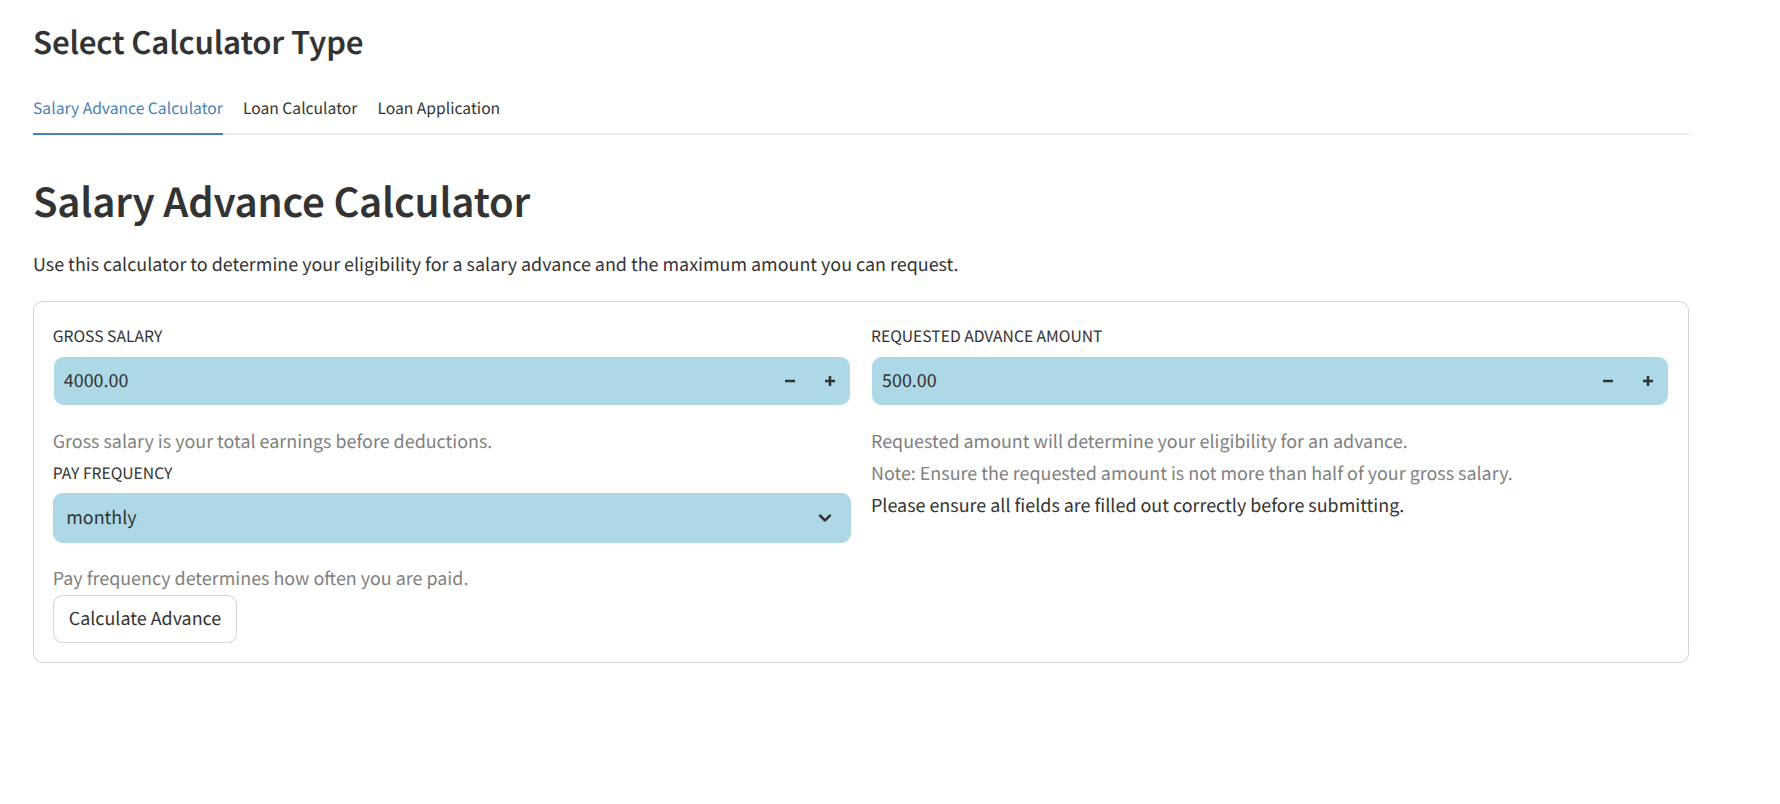 Select Calculator Type
Salary Advance Calculator Loan Calculator Loan Application
Salary Advance Calculator
Use this calculator to determine your eligibility for a salary advance and the maximum amount you can request.
GROSS SALARY
4000.00
Gross salary is your total earnings before deductions.
PAY FREQUENCY
monthly
Pay frequency determines how often you are paid.
Calculate Advance
REQUESTED ADVANCE AMOUNT
500.00
Requested amount will determine your eligibility for an advance.
Note: Ensure the requested amount is not more than half of your gross salary.
Please ensure all fields are filled out correctly before submitting.